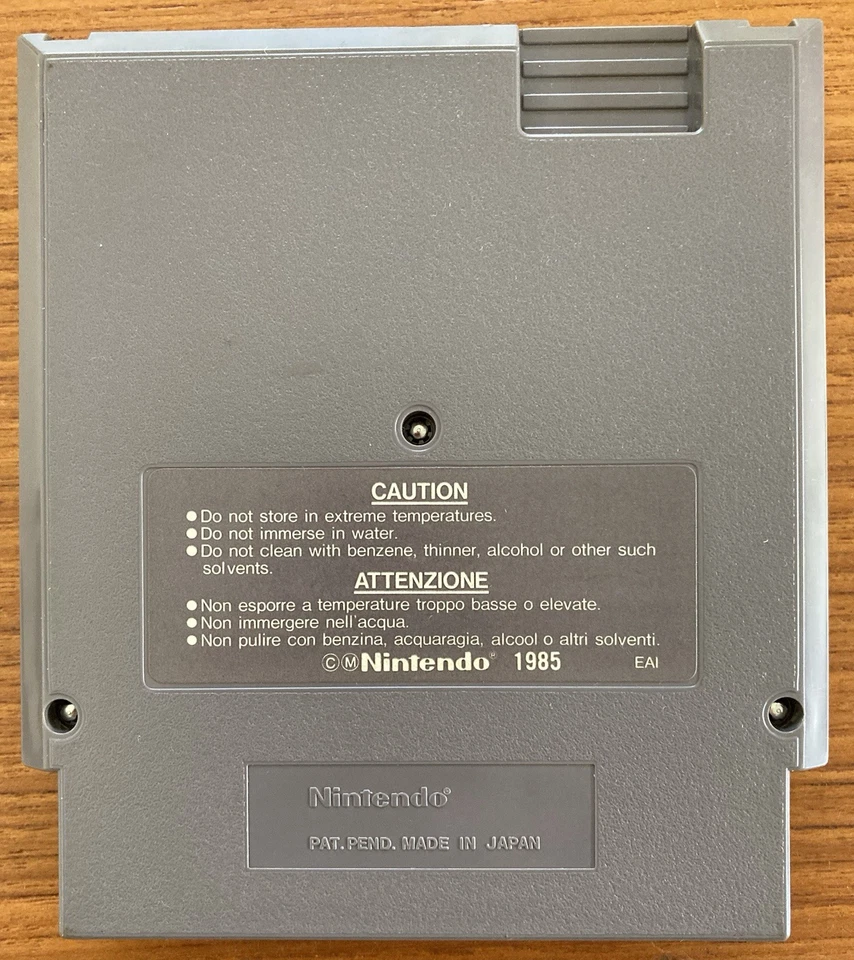 CAUTION
●Do not store in extreme temperatures.
●Do not immerse in water.
●Do not clean with benzene, thinner, alcohol or other such
solvents.
ATTENZIONE
●Non esporre a temperature troppo basse o elevate.
●Non immergere nell'acqua.
●Non pulire con benzina, acquaragia, alcool o altri solventi.
ⒸⓂNintendo® 1985 EAI
Nintendo®
PAT. PEND. MADE IN JAPAN